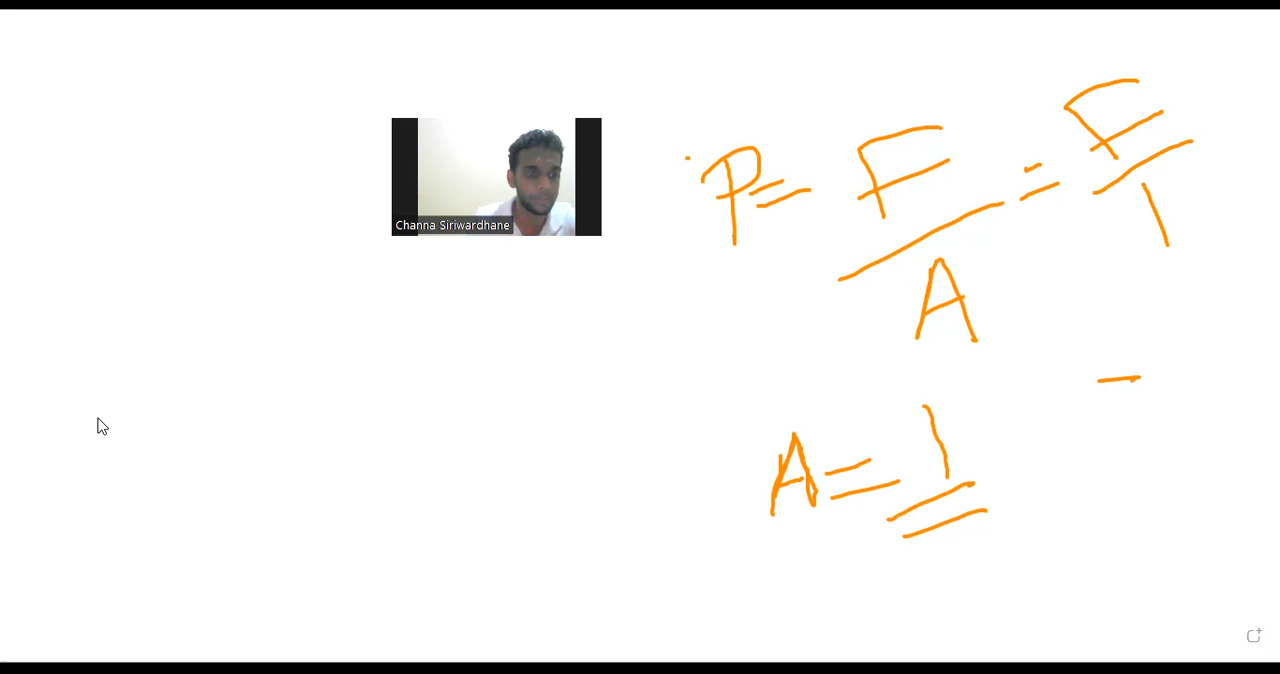 Channa Siriwardhane
P = F/A = F/1
A = 1